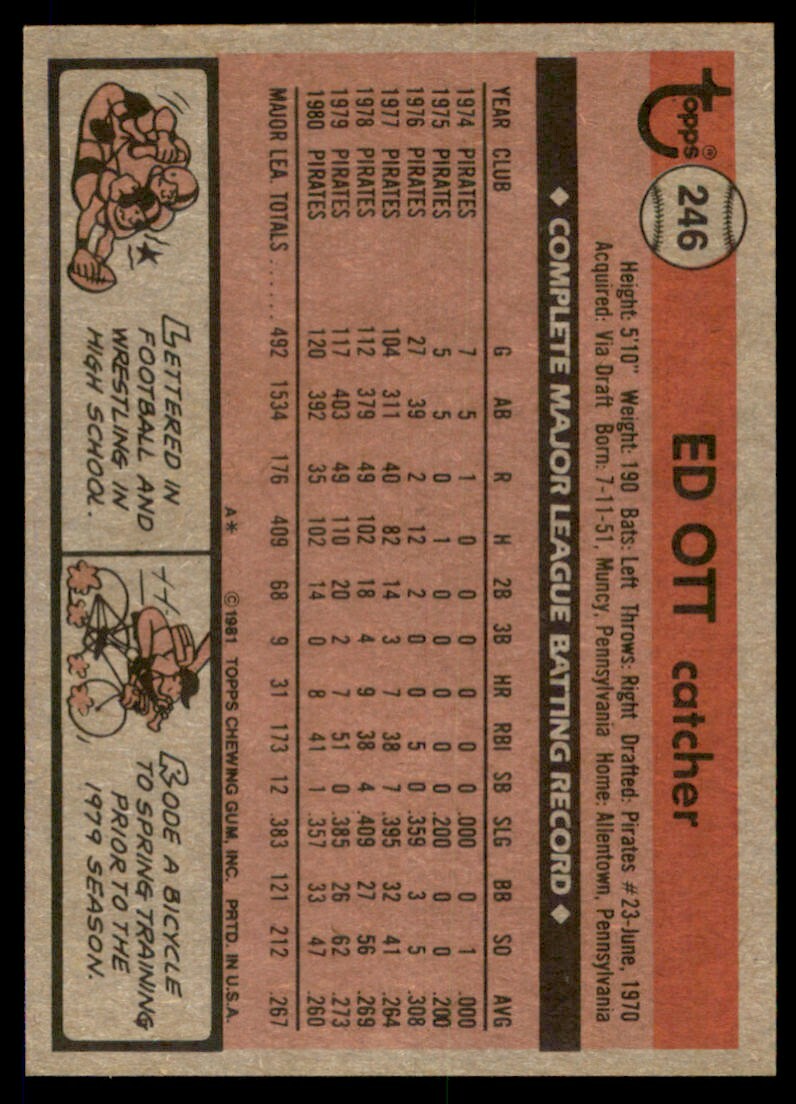 topps®
246
ED OTT catcher
Height: 5'10" Weight: 190 Bats: Left Throws: Right Drafted: Pirates #23-June, 1970
Acquired: Via Draft Born: 7-11-51, Muncy, Pennsylvania Home: Allentown, Pennsylvania
◆ COMPLETE MAJOR LEAGUE BATTING RECORD ◆
YEAR CLUB G AB R H 2B 3B HR RBI SB SLG BB SO AVG
1974 PIRATES 7 5 1 0 0 0 0 0 0 .000 0 1 .000
1975 PIRATES 5 5 0 1 0 0 0 0 0 .200 0 0 .200
1976 PIRATES 27 39 2 12 2 0 0 5 0 .359 3 5 .308
1977 PIRATES 104 311 40 82 14 3 7 38 7 .395 32 41 .264
1978 PIRATES 112 379 49 102 18 4 9 38 4 .409 27 56 .269
1979 PIRATES 117 403 49 110 20 2 7 51 0 .385 26 62 .273
1980 PIRATES 120 392 35 102 14 0 8 41 1 .357 33 47 .260
MAJOR LEA. TOTALS ...... 492 1534 176 409 68 9 31 173 12 .383 121 212 .267
A* ©1981 TOPPS CHEWING GUM, INC. PRTD. IN U.S.A.
LETTERED IN
FOOTBALL AND
WRESTLING IN
HIGH SCHOOL.
RODE A BICYCLE
TO SPRING TRAINING
PRIOR TO THE
1979 SEASON.